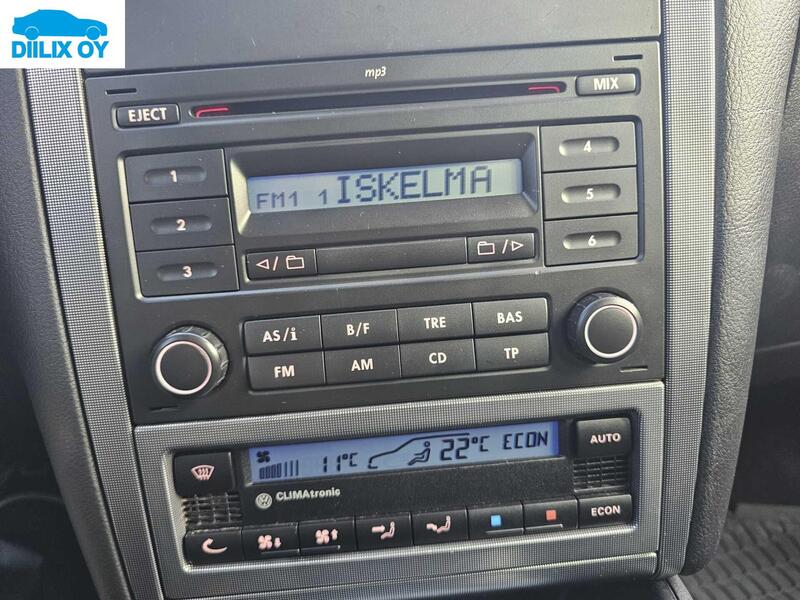 DIILIX OY
mp3
EJECT
MIX
1
FM1 1 ISKELMA
4
2
5
3
◁/
/▷
6
AS/i B/F TRE BAS
FM AM CD TP
11°C 22°C ECON
AUTO
CLIMAtronic
ECON